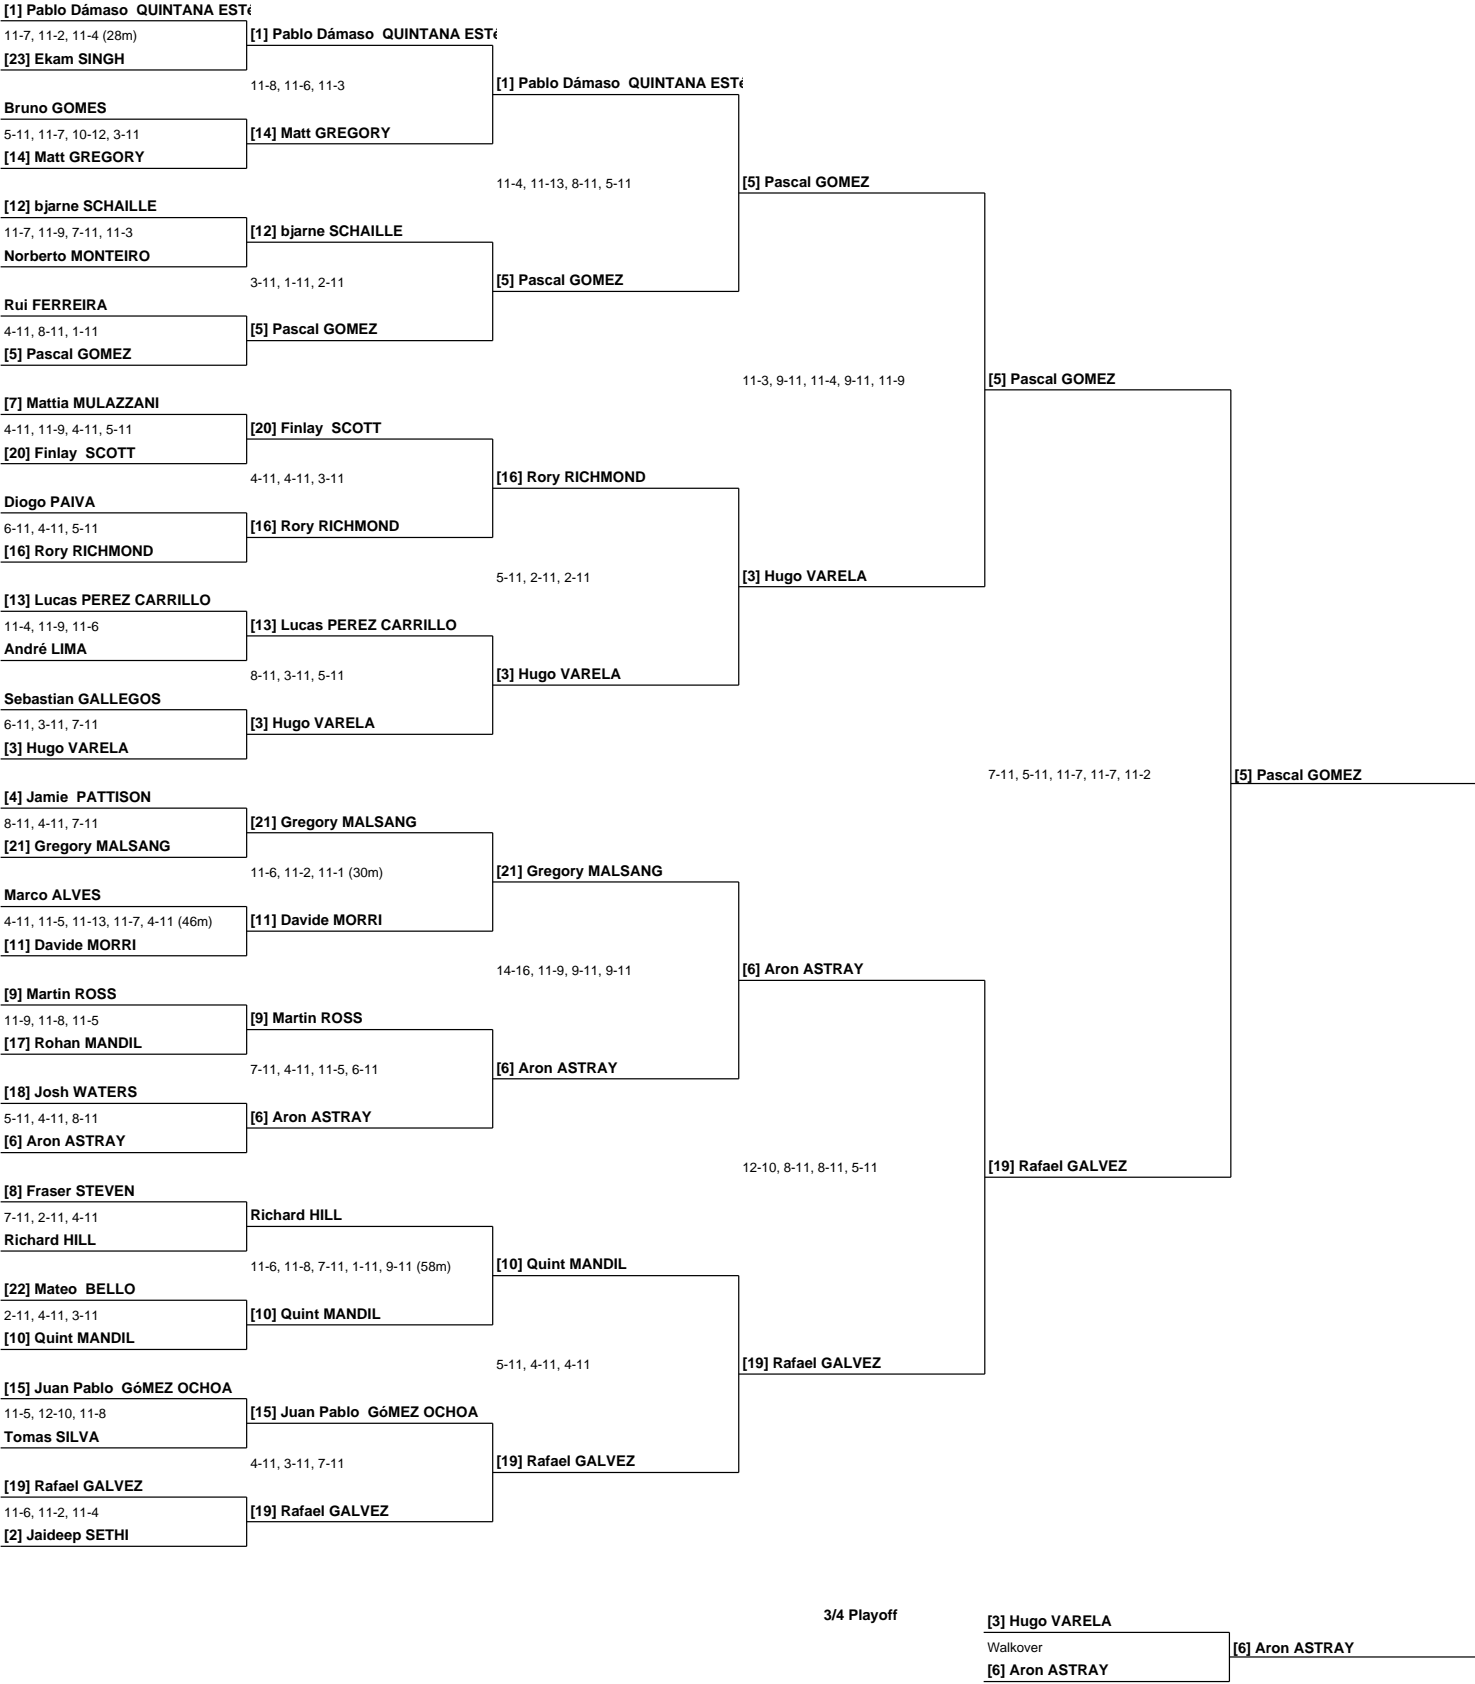 [1] Pablo Dámaso  QUINTANA ESTé
11-7, 11-2, 11-4 (28m)
[23] Ekam SINGH
Bruno GOMES
5-11, 11-7, 10-12, 3-11
[14] Matt GREGORY
[12] bjarne SCHAILLE
11-7, 11-9, 7-11, 11-3
Norberto MONTEIRO
Rui FERREIRA
4-11, 8-11, 1-11
[5] Pascal GOMEZ
[7] Mattia MULAZZANI
4-11, 11-9, 4-11, 5-11
[20] Finlay  SCOTT
Diogo PAIVA
6-11, 4-11, 5-11
[16] Rory RICHMOND
[13] Lucas PEREZ CARRILLO
11-4, 11-9, 11-6
André LIMA
Sebastian GALLEGOS
6-11, 3-11, 7-11
[3] Hugo VARELA
[4] Jamie  PATTISON
8-11, 4-11, 7-11
[21] Gregory MALSANG
Marco ALVES
4-11, 11-5, 11-13, 11-7, 4-11 (46m)
[11] Davide MORRI
[9] Martin ROSS
11-9, 11-8, 11-5
[17] Rohan MANDIL
[18] Josh WATERS
5-11, 4-11, 8-11
[6] Aron ASTRAY
[8] Fraser STEVEN
7-11, 2-11, 4-11
Richard HILL
[22] Mateo  BELLO
2-11, 4-11, 3-11
[10] Quint MANDIL
[15] Juan Pablo  GóMEZ OCHOA
11-5, 12-10, 11-8
Tomas SILVA
[19] Rafael GALVEZ
11-6, 11-2, 11-4
[2] Jaideep SETHI
[1] Pablo Dámaso  QUINTANA ESTé
11-8, 11-6, 11-3
[14] Matt GREGORY
[12] bjarne SCHAILLE
3-11, 1-11, 2-11
[5] Pascal GOMEZ
[20] Finlay  SCOTT
4-11, 4-11, 3-11
[16] Rory RICHMOND
[13] Lucas PEREZ CARRILLO
8-11, 3-11, 5-11
[3] Hugo VARELA
[21] Gregory MALSANG
11-6, 11-2, 11-1 (30m)
[11] Davide MORRI
[9] Martin ROSS
7-11, 4-11, 11-5, 6-11
[6] Aron ASTRAY
Richard HILL
11-6, 11-8, 7-11, 1-11, 9-11 (58m)
[10] Quint MANDIL
[15] Juan Pablo  GóMEZ OCHOA
4-11, 3-11, 7-11
[19] Rafael GALVEZ
[1] Pablo Dámaso  QUINTANA ESTé
11-4, 11-13, 8-11, 5-11
[5] Pascal GOMEZ
[16] Rory RICHMOND
5-11, 2-11, 2-11
[3] Hugo VARELA
[21] Gregory MALSANG
14-16, 11-9, 9-11, 9-11
[6] Aron ASTRAY
[10] Quint MANDIL
5-11, 4-11, 4-11
[19] Rafael GALVEZ
[5] Pascal GOMEZ
11-3, 9-11, 11-4, 9-11, 11-9
[3] Hugo VARELA
[6] Aron ASTRAY
12-10, 8-11, 8-11, 5-11
[19] Rafael GALVEZ
[5] Pascal GOMEZ
7-11, 5-11, 11-7, 11-7, 11-2
[19] Rafael GALVEZ
[5] Pascal GOMEZ
3/4 Playoff
[3] Hugo VARELA
Walkover
[6] Aron ASTRAY
[6] Aron ASTRAY